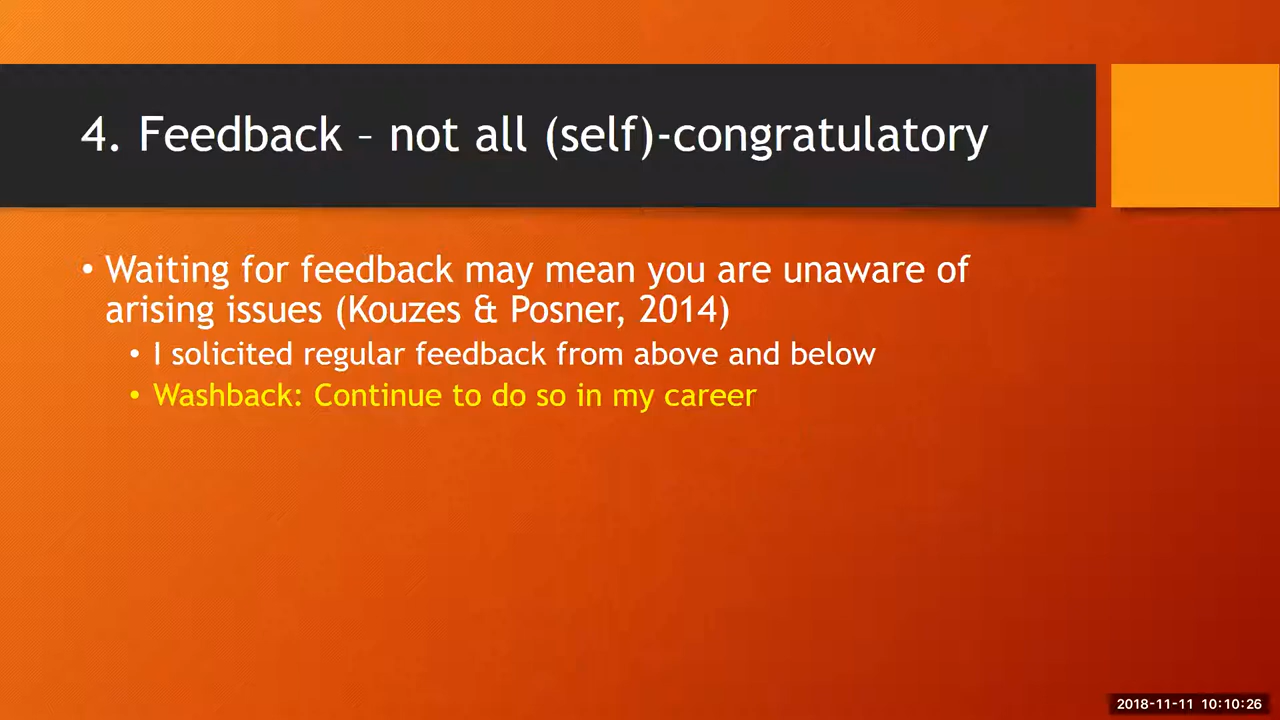 4. Feedback – not all (self)-congratulatory
• Waiting for feedback may mean you are unaware of
arising issues (Kouzes & Posner, 2014)
• I solicited regular feedback from above and below
• Washback: Continue to do so in my career
2018-11-11 10:10:26